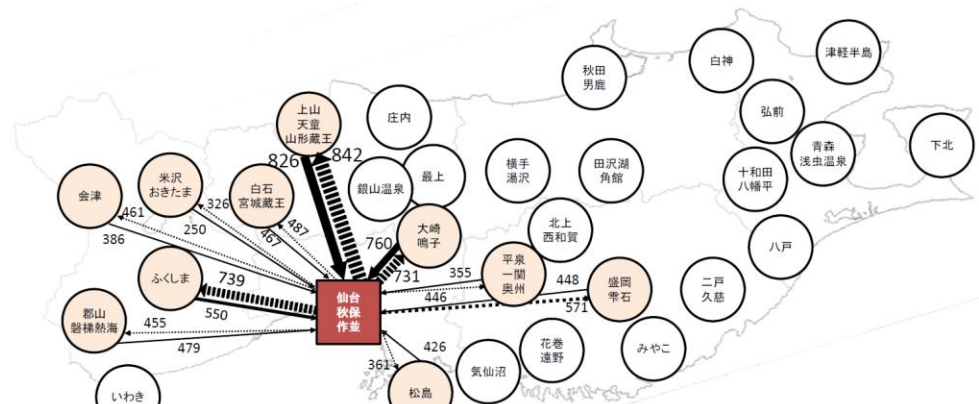 津軽半島
白神
秋田
男鹿
弘前
上山
天童
山形蔵王
庄内
青森
浅虫温泉
下北
826
842
横手
湯沢
田沢湖
角館
十和田
八幡平
最上
銀山温泉
米沢
おきたま
326
白石
宮城蔵王
会津
461
386
250
467
487
大崎
鳴子
北上
西和賀
八戸
760
731
平泉
一関
奥州
355
446
448
571
盛岡
雫石
二戸
久慈
ふくしま
739
550
仙台
秋保
作並
郡山
磐梯熱海
455
479
426
361
花巻
遠野
みやこ
気仙沼
松島
いわき